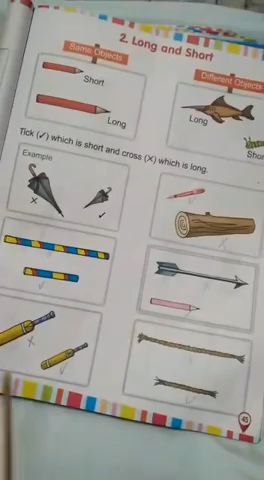 2. Long and Short
Same Objects
Short
Long
Different Objects
Long
Tick (✓) which is short and cross (✕) which is long.
Example
45